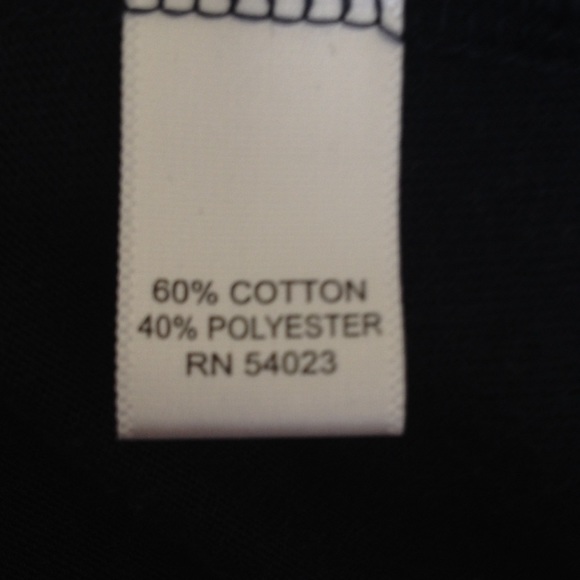 60% COTTON
40% POLYESTER
RN 54023